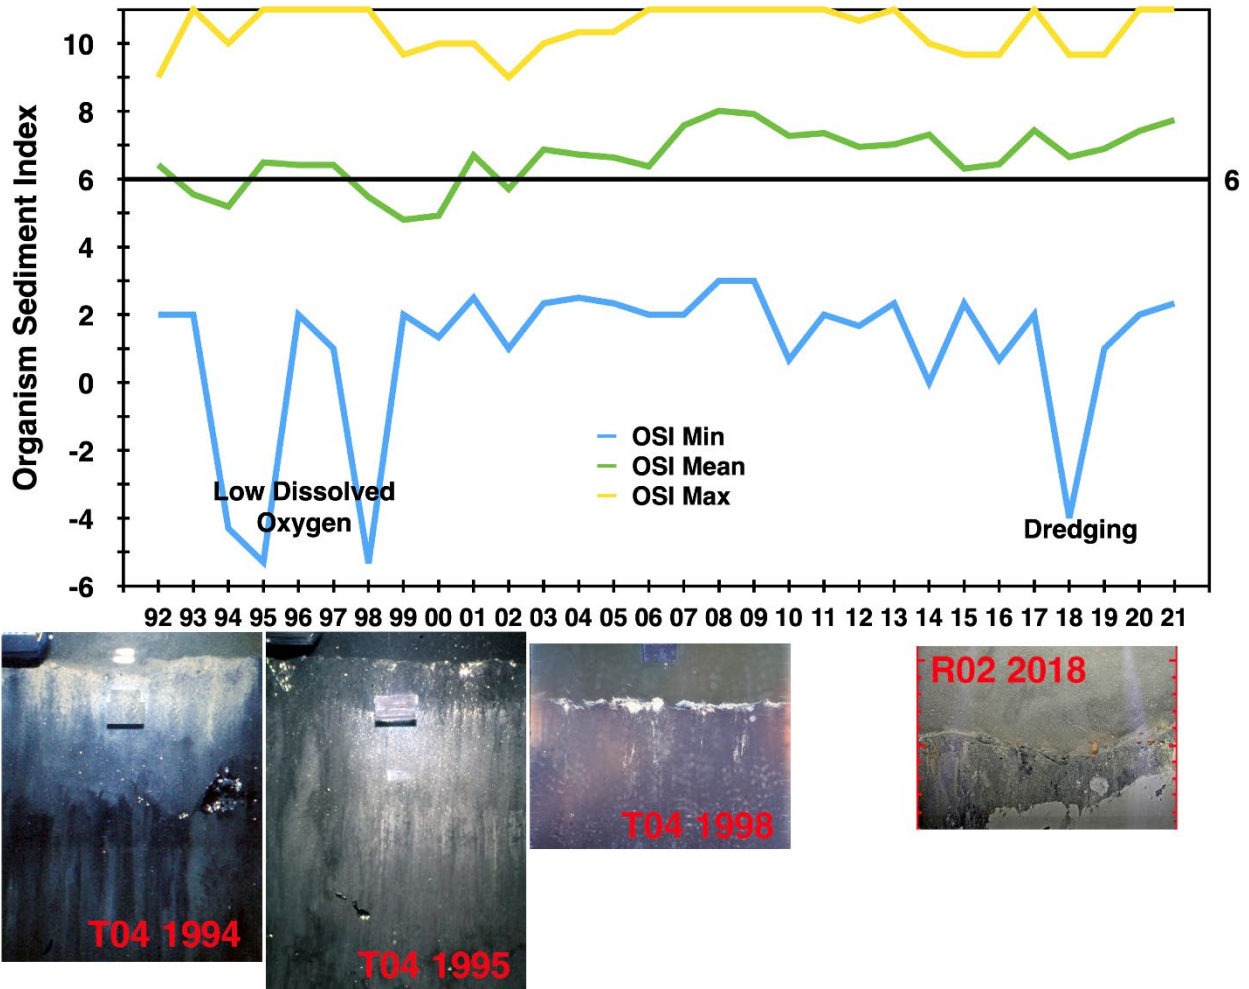 Organism Sediment Index
10
8
6
4
2
0
-2
-4
-6
6
OSI Min
OSI Mean
OSI Max
Low Dissolved
Oxygen
Dredging
92 93 94 95 96 97 98 99 00 01 02 03 04 05 06 07 08 09 10 11 12 13 14 15 16 17 18 19 20 21
T04 1994
T04 1995
T04 1998
R02 2018